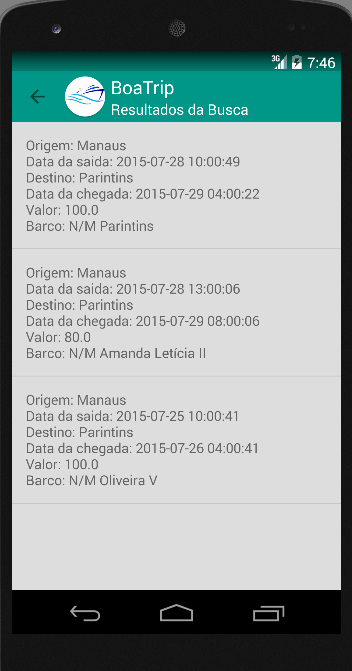 3G 7:46
BoaTrip
Resultados da Busca
Origem: Manaus
Data da saida: 2015-07-28 10:00:49
Destino: Parintins
Data da chegada: 2015-07-29 04:00:22
Valor: 100.0
Barco: N/M Parintins
Origem: Manaus
Data da saida: 2015-07-28 13:00:06
Destino: Parintins
Data da chegada: 2015-07-29 08:00:06
Valor: 80.0
Barco: N/M Amanda Letícia II
Origem: Manaus
Data da saida: 2015-07-25 10:00:41
Destino: Parintins
Data da chegada: 2015-07-26 04:00:41
Valor: 100.0
Barco: N/M Oliveira V